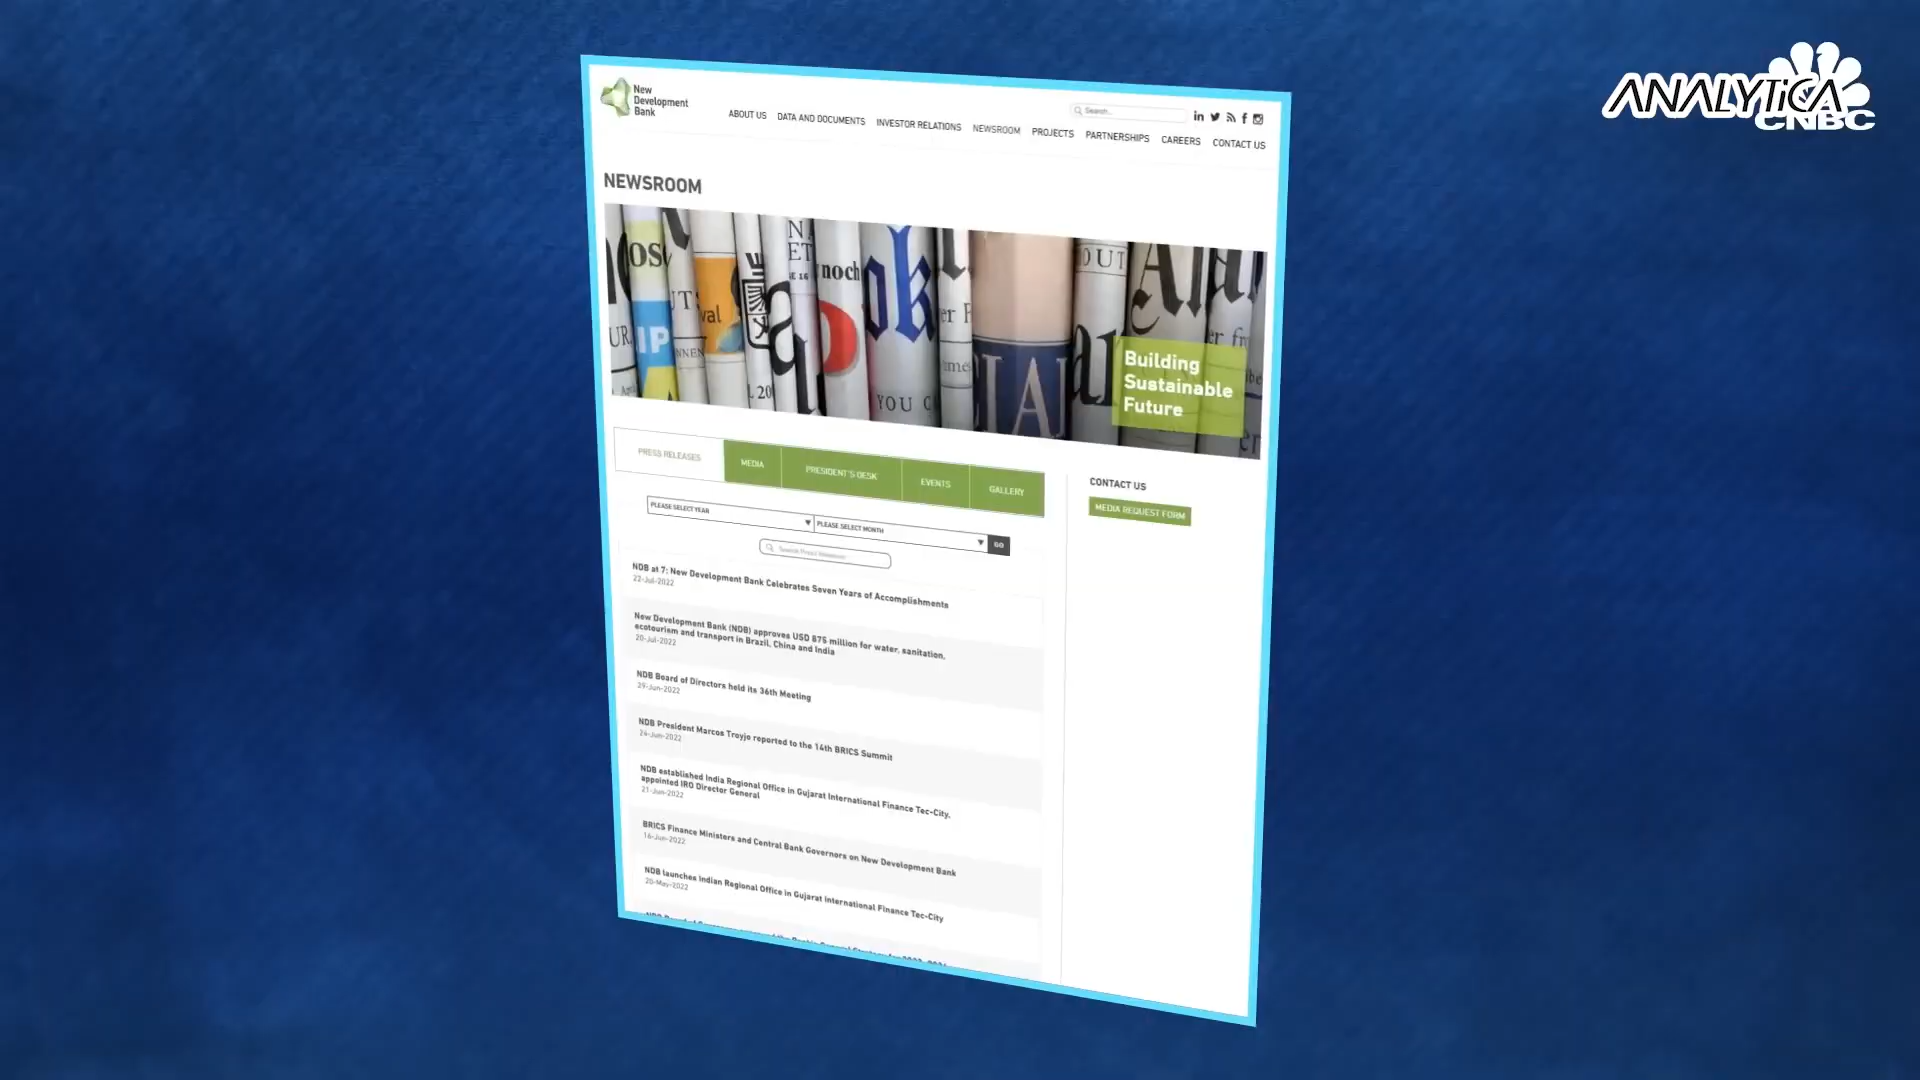 ANALYTiCA
CNBC
New
Development
Bank
Search...
ABOUT US
DATA AND DOCUMENTS
INVESTOR RELATIONS
NEWSROOM
PROJECTS
PARTNERSHIPS
CAREERS
CONTACT US
NEWSROOM
Building
Sustainable
Future
PRESS RELEASES
MEDIA
PRESIDENT'S DESK
EVENTS
GALLERY
CONTACT US
MEDIA REQUEST FORM
PLEASE SELECT YEAR
PLEASE SELECT MONTH
GO
Search Press Releases
NDB at 7: New Development Bank Celebrates Seven Years of Accomplishments
22-Jul-2022
New Development Bank (NDB) approves USD 875 million for water, sanitation,
ecotourism and transport in Brazil, China and India
20-Jul-2022
NDB Board of Directors held its 36th Meeting
29-Jun-2022
NDB President Marcos Troyjo reported to the 14th BRICS Summit
24-Jun-2022
NDB established India Regional Office in Gujarat International Finance Tec-City,
appointed IRO Director General
21-Jun-2022
BRICS Finance Ministers and Central Bank Governors on New Development Bank
16-Jun-2022
NDB launches Indian Regional Office in Gujarat International Finance Tec-City
20-May-2022